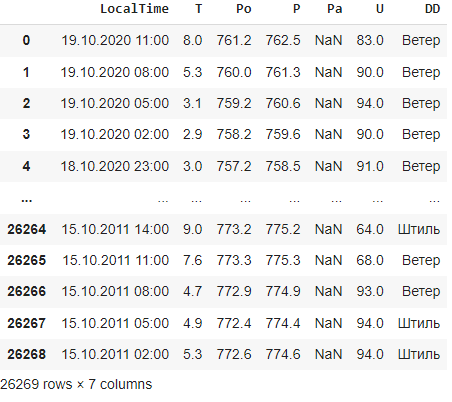 LocalTime T Po P Pa U DD
0 19.10.2020 11:00 8.0 761.2 762.5 NaN 83.0 Ветер
1 19.10.2020 08:00 5.3 760.0 761.3 NaN 90.0 Ветер
2 19.10.2020 05:00 3.1 759.2 760.6 NaN 94.0 Ветер
3 19.10.2020 02:00 2.9 758.2 759.6 NaN 90.0 Ветер
4 18.10.2020 23:00 3.0 757.2 758.5 NaN 91.0 Ветер
... ... ... ... ... ... ... ...
26264 15.10.2011 14:00 9.0 773.2 775.2 NaN 64.0 Штиль
26265 15.10.2011 11:00 7.6 773.3 775.3 NaN 68.0 Ветер
26266 15.10.2011 08:00 4.7 772.9 774.9 NaN 93.0 Ветер
26267 15.10.2011 05:00 4.9 772.4 774.4 NaN 94.0 Штиль
26268 15.10.2011 02:00 5.3 772.6 774.6 NaN 94.0 Штиль
26269 rows × 7 columns